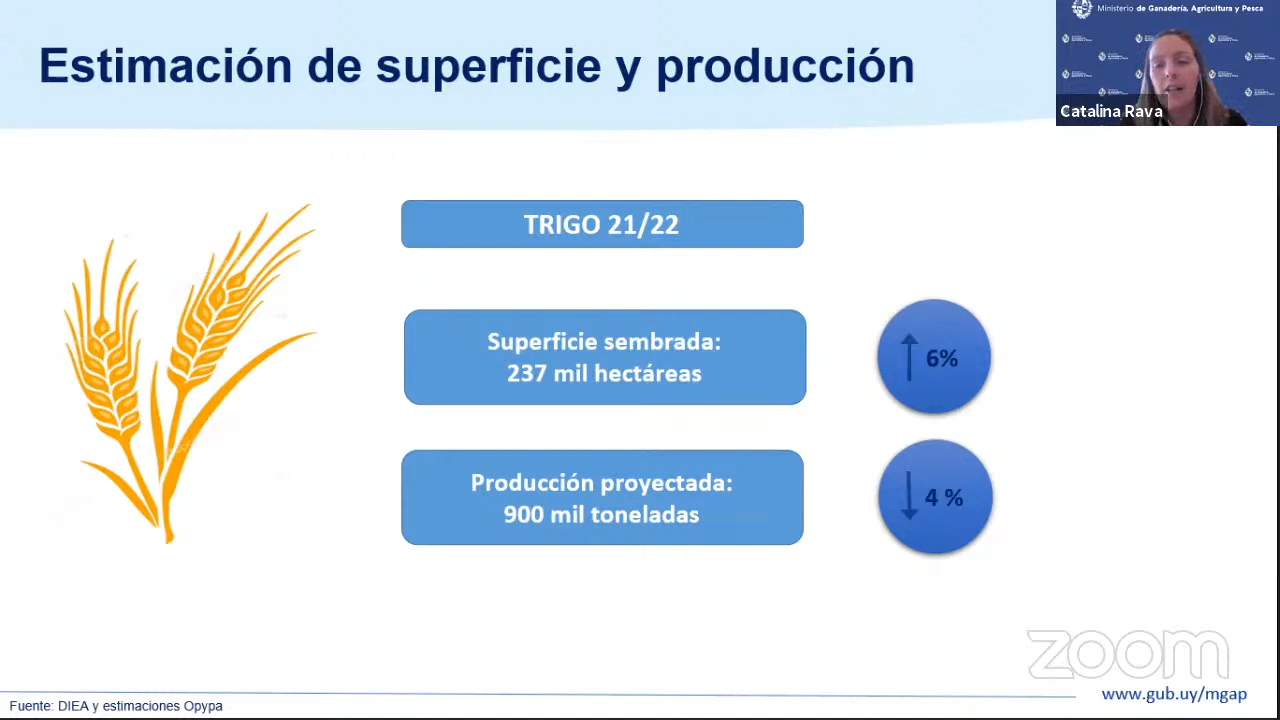 Ministerio de Ganadería, Agricultura y Pesca
Estimación de superficie y producción
Catalina Rava
TRIGO 21/22
Superficie sembrada:
237 mil hectáreas
6%
Producción proyectada:
900 mil toneladas
4 %
zoom
www.gub.uy/mgap
Fuente: DIEA y estimaciones Opypa